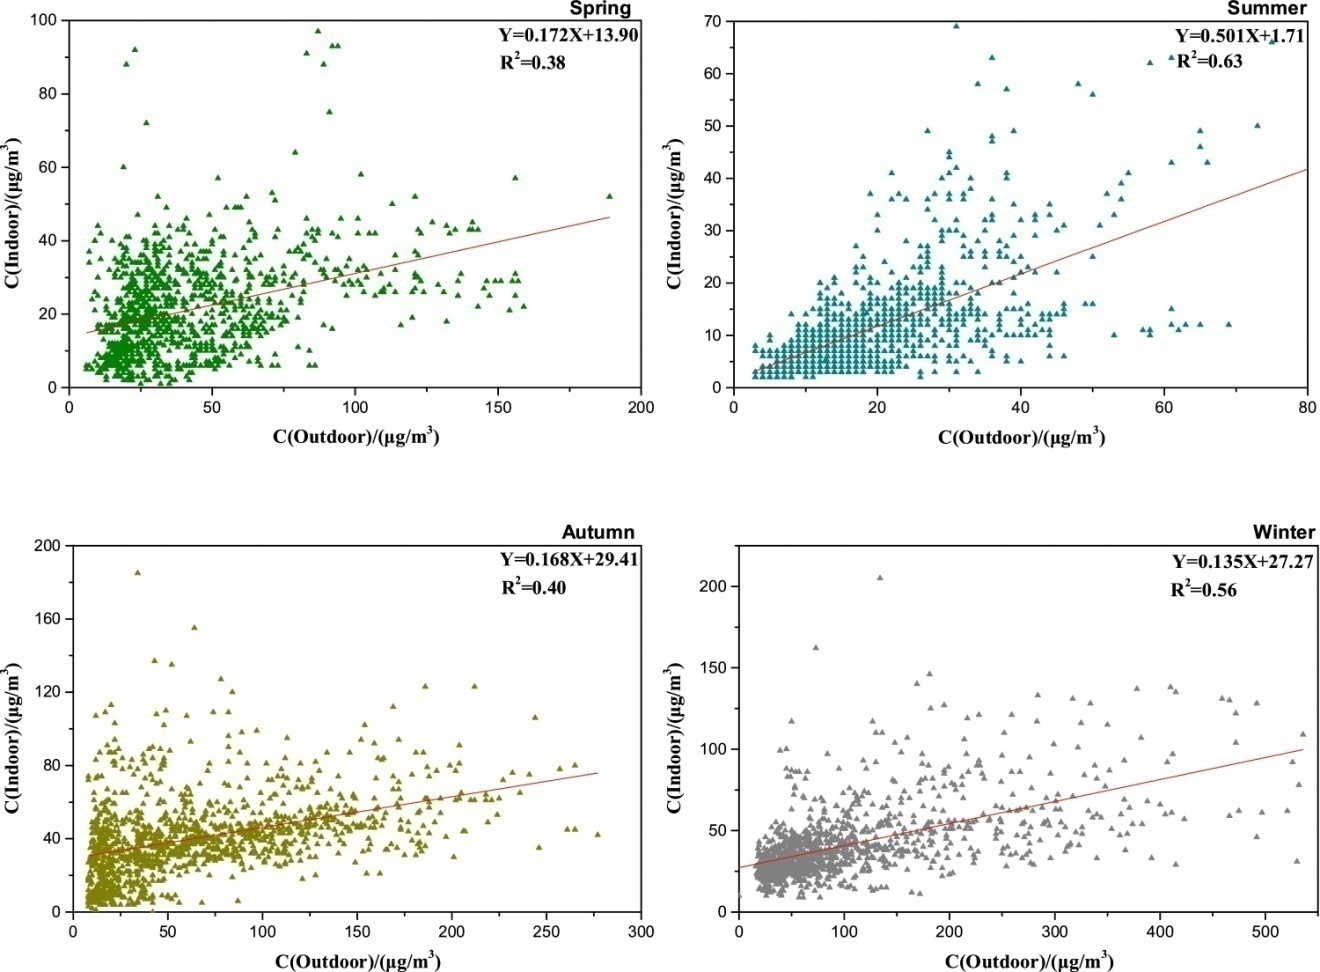 Spring
Y=0.172X+13.90
R²=0.38
100
80
60
40
20
0
C(Indoor)/(μg/m³)
0 50 100 150 200
C(Outdoor)/(μg/m³)
Summer
Y=0.501X+1.71
R²=0.63
70
60
50
40
30
20
10
0
C(Indoor)/(μg/m³)
0 20 40 60 80
C(Outdoor)/(μg/m³)
Autumn
Y=0.168X+29.41
R²=0.40
200
160
120
80
40
0
C(Indoor)/(μg/m³)
0 50 100 150 200 250 300
C(Outdoor)/(μg/m³)
Winter
Y=0.135X+27.27
R²=0.56
200
150
100
50
0
C(Indoor)/(μg/m³)
0 100 200 300 400 500
C(Outdoor)/(μg/m³)